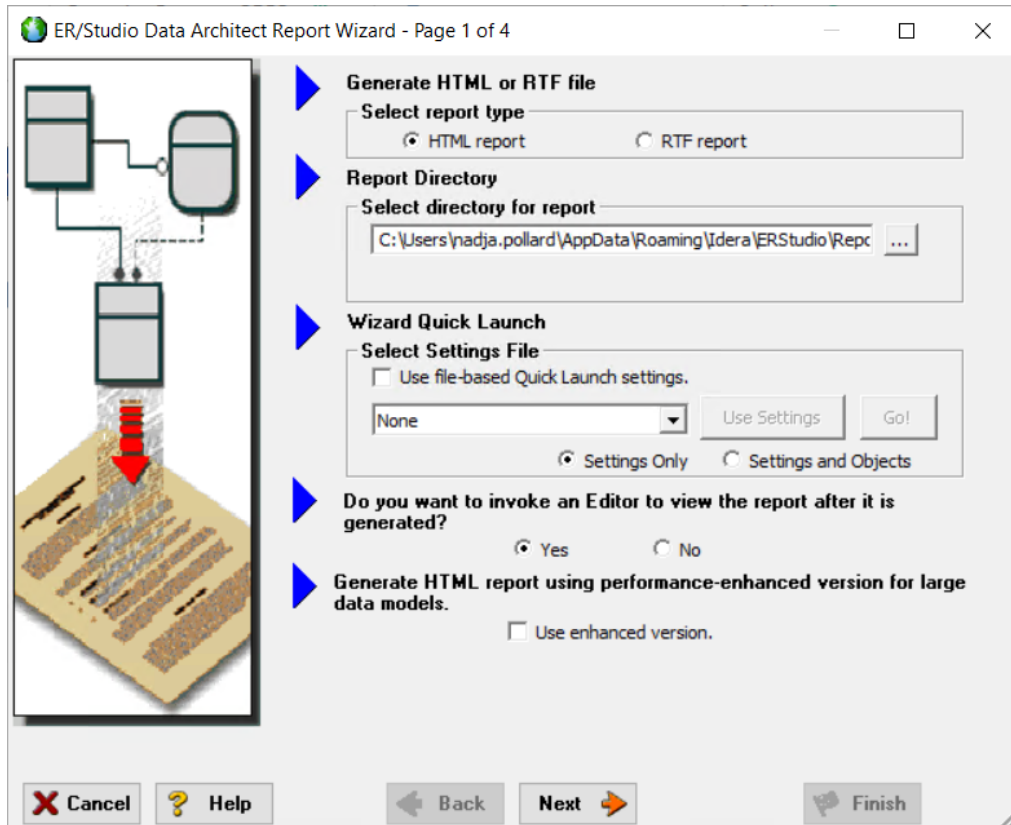 ER/Studio Data Architect Report Wizard - Page 1 of 4
Generate HTML or RTF file
Select report type
HTML report
RTF report
Report Directory
Select directory for report
C:\Users\nadja.pollard\AppData\Roaming\Idera\ERStudio\Repo
...
Wizard Quick Launch
Select Settings File
Use file-based Quick Launch settings.
None
Use Settings
Go!
Settings Only
Settings and Objects
Do you want to invoke an Editor to view the report after it is
generated?
Yes
No
Generate HTML report using performance-enhanced version for large
data models.
Use enhanced version.
Cancel
? Help
Back
Next
Finish